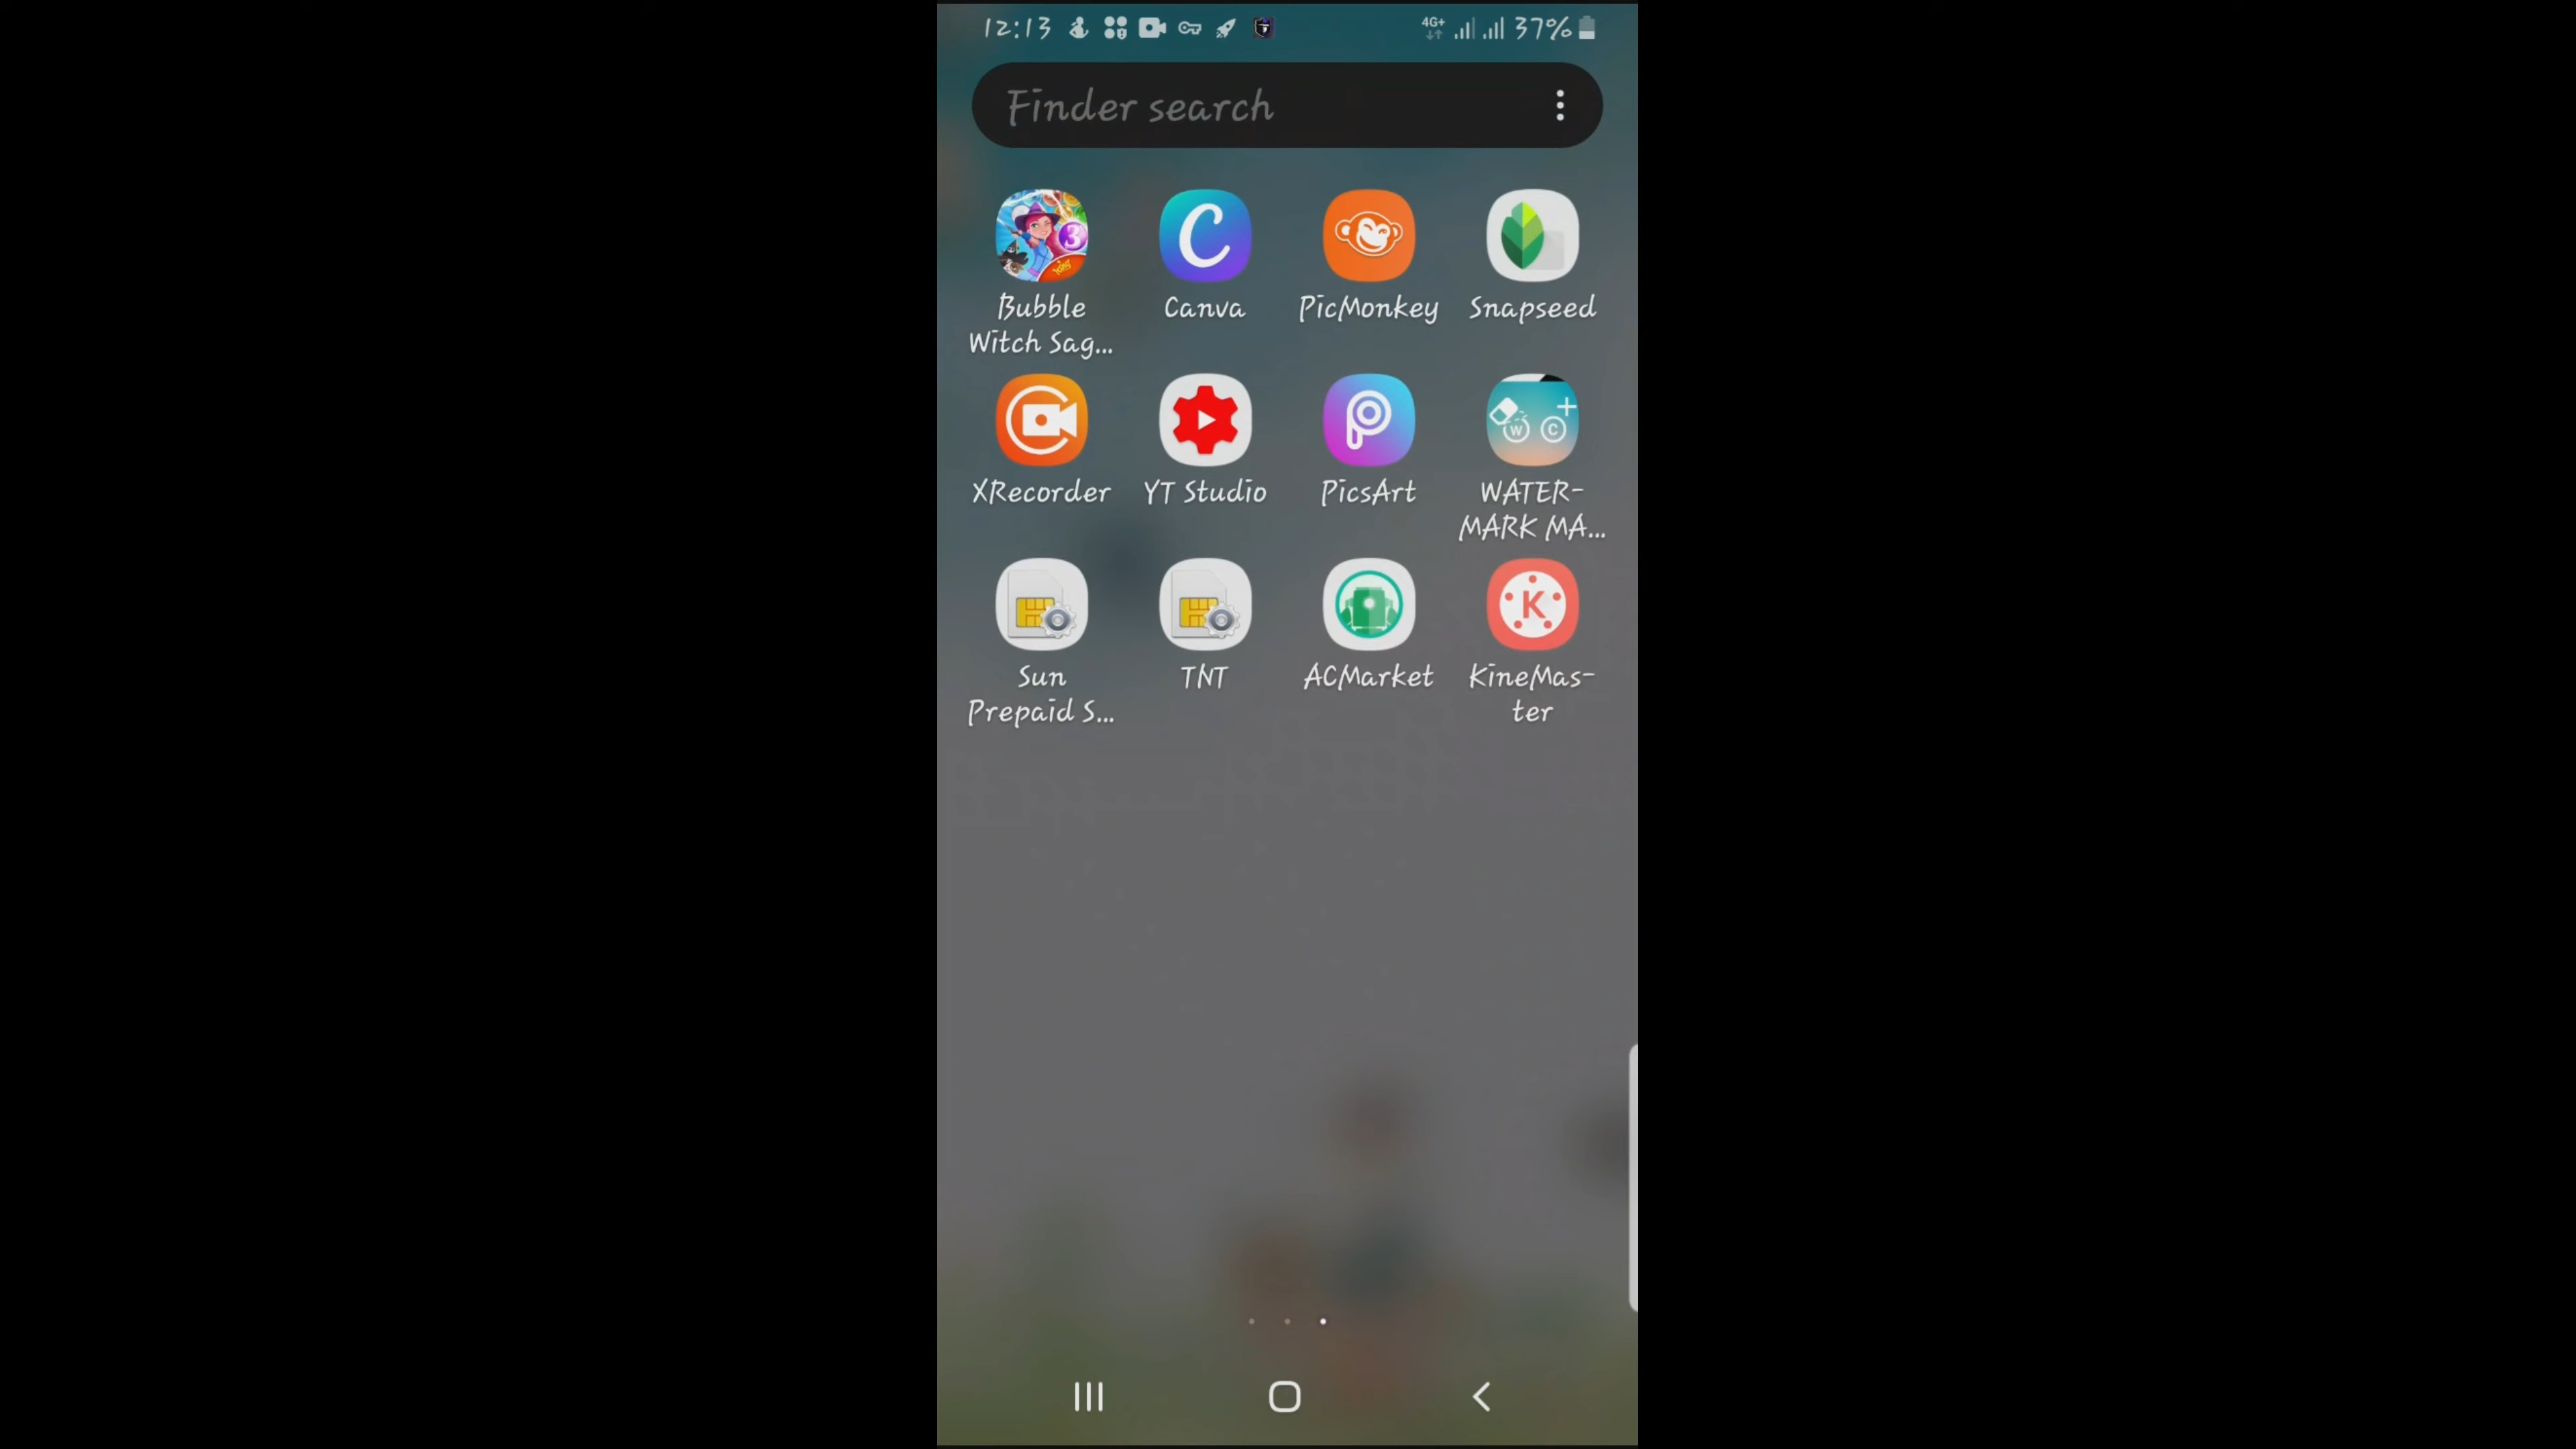 12:13 4G+ 37%
Finder search
Bubble Witch Sag...
Canva
PicMonkey
Snapseed
XRecorder
YT Studio
PicsArt
WATER-
MARK MA...
Sun
Prepaid S...
TNT
ACMarket
KineMas-
ter